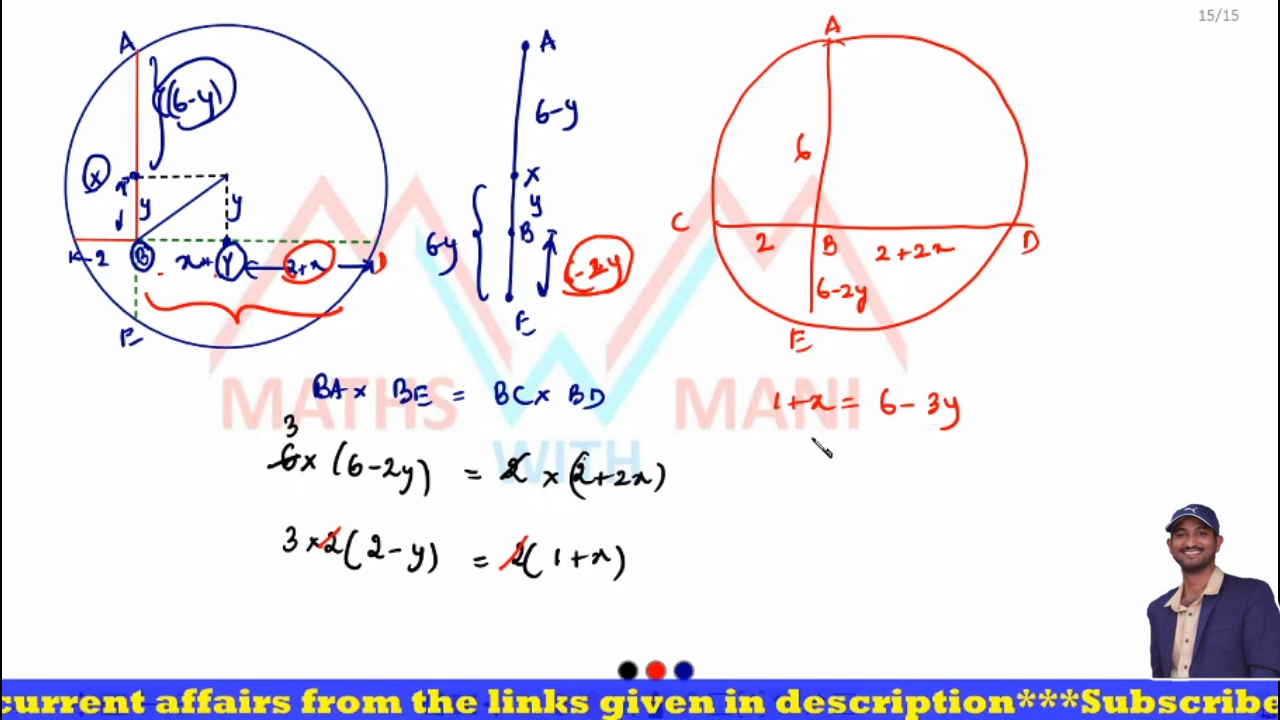 15/15
A
(6-y)
X
y
y
2
B
x
Y
2+x
D
E
A
6-y
X
y
6-y
B
-2y
E
A
6
C
2
B
2+2x
D
6-2y
E
MATHS WITH MANI
BA × BE = BC × BD
3
6 × (6-2y) = 2 × (2+2x)
3 × 2(2-y) = 2(1+x)
1+x = 6-3y
current affairs from the links given in description***Subscribe